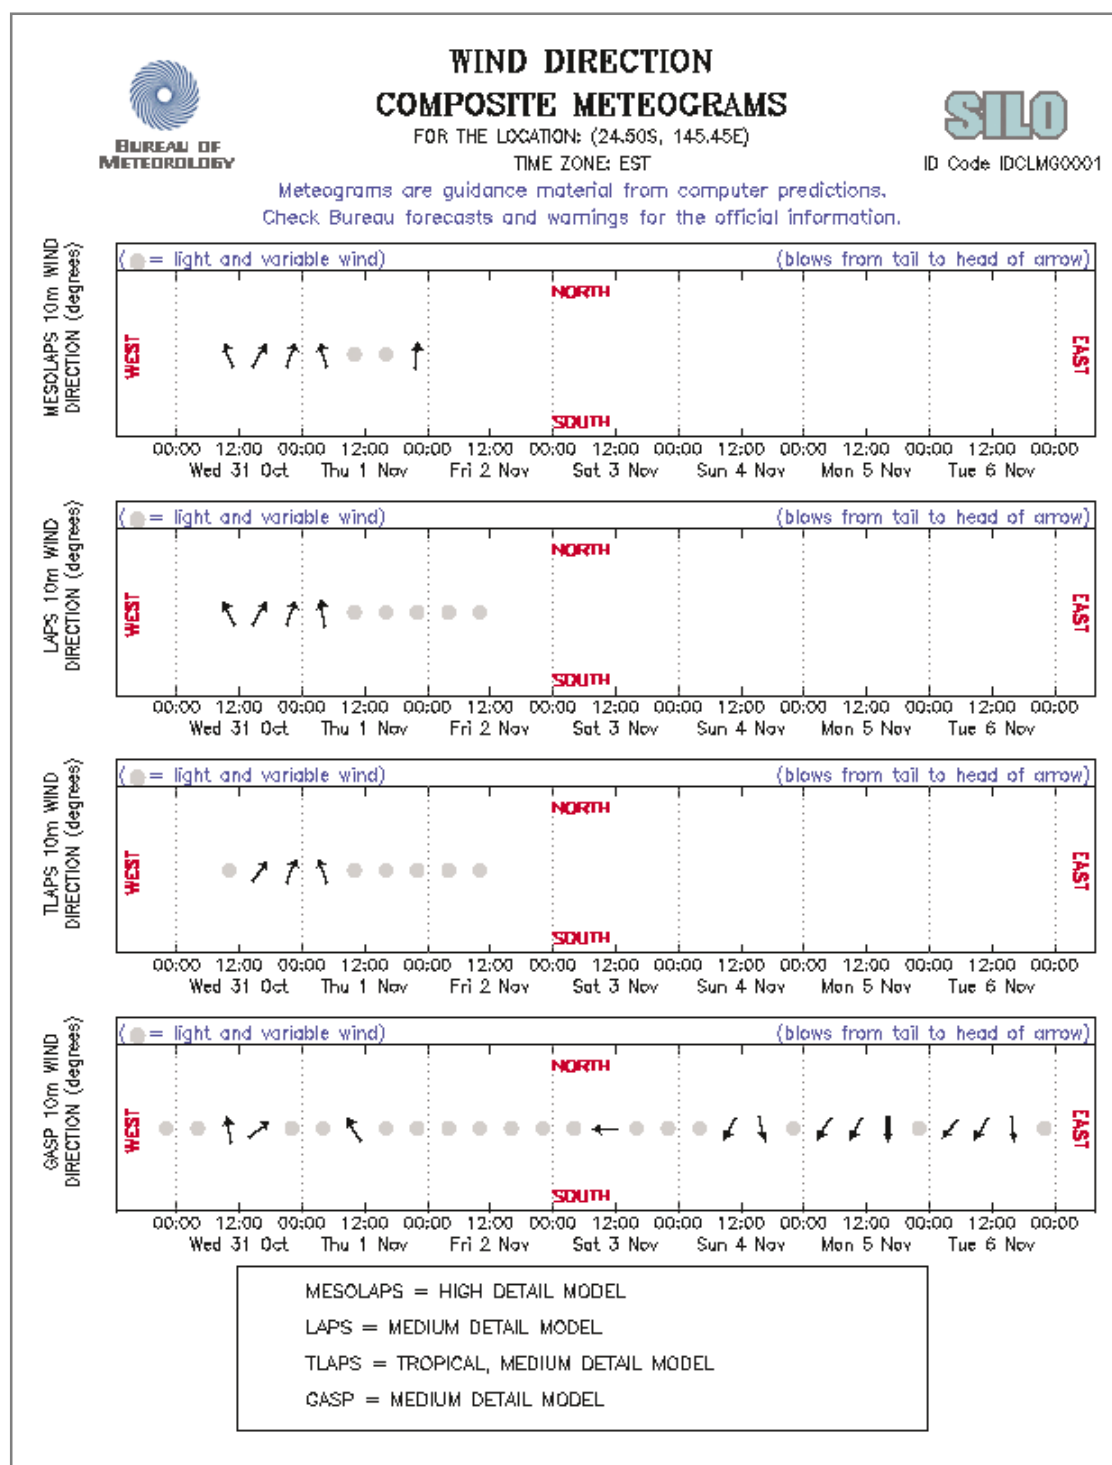 WIND DIRECTION
COMPOSITE METEOGRAMS
FOR THE LOCATION: (24.50S, 145.45E)
TIME ZONE: EST
BUREAU OF
METEOROLOGY
SILO
ID Code IDCLMG0001
Meteograms are guidance material from computer predictions.
Check Bureau forecasts and warnings for the official information.
MESOLAPS 10m WIND
DIRECTION (degrees)
( = light and variable wind) (blows from tail to head of arrow)
NORTH
WEST
EAST
SOUTH
00:00 12:00 00:00 12:00 00:00 12:00 00:00 12:00 00:00 12:00 00:00 12:00 00:00 12:00 00:00
Wed 31 Oct Thu 1 Nov Fri 2 Nov Sat 3 Nov Sun 4 Nov Mon 5 Nov Tue 6 Nov
LAPS 10m WIND
DIRECTION (degrees)
( = light and variable wind) (blows from tail to head of arrow)
NORTH
WEST
EAST
SOUTH
00:00 12:00 00:00 12:00 00:00 12:00 00:00 12:00 00:00 12:00 00:00 12:00 00:00 12:00 00:00
Wed 31 Oct Thu 1 Nov Fri 2 Nov Sat 3 Nov Sun 4 Nov Mon 5 Nov Tue 6 Nov
TLAPS 10m WIND
DIRECTION (degrees)
( = light and variable wind) (blows from tail to head of arrow)
NORTH
WEST
EAST
SOUTH
00:00 12:00 00:00 12:00 00:00 12:00 00:00 12:00 00:00 12:00 00:00 12:00 00:00 12:00 00:00
Wed 31 Oct Thu 1 Nov Fri 2 Nov Sat 3 Nov Sun 4 Nov Mon 5 Nov Tue 6 Nov
GASP 10m WIND
DIRECTION (degrees)
( = light and variable wind) (blows from tail to head of arrow)
NORTH
WEST
EAST
SOUTH
00:00 12:00 00:00 12:00 00:00 12:00 00:00 12:00 00:00 12:00 00:00 12:00 00:00 12:00 00:00
Wed 31 Oct Thu 1 Nov Fri 2 Nov Sat 3 Nov Sun 4 Nov Mon 5 Nov Tue 6 Nov
MESOLAPS = HIGH DETAIL MODEL
LAPS = MEDIUM DETAIL MODEL
TLAPS = TROPICAL, MEDIUM DETAIL MODEL
GASP = MEDIUM DETAIL MODEL